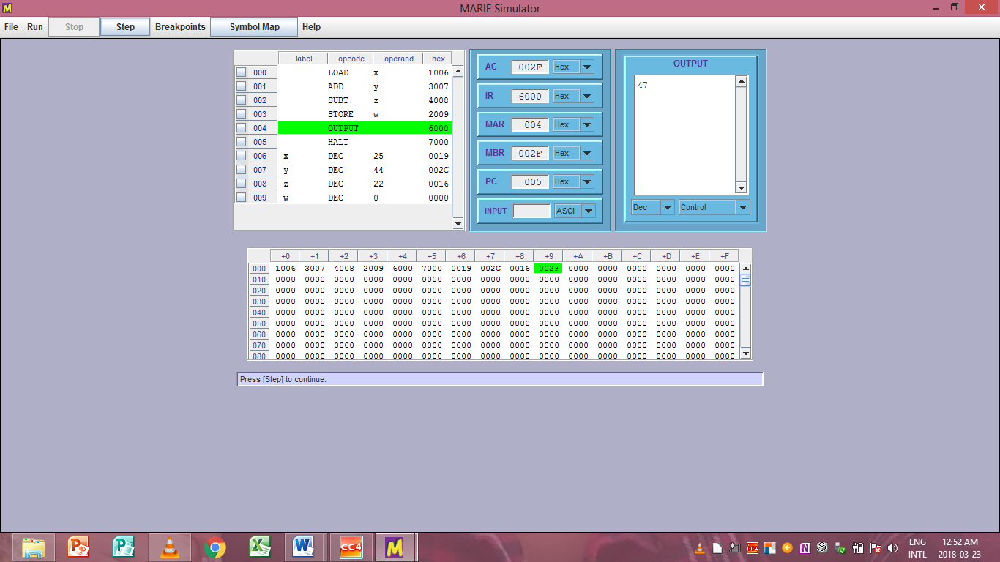 MARIE Simulator
File Run Stop Step Breakpoints Symbol Map Help
label opcode operand hex
000 LOAD x 1006
001 ADD y 3007
002 SUBT z 4008
003 STORE w 2009
004 OUTPUT 6000
005 HALT 7000
006 x DEC 25 0019
007 y DEC 44 002C
008 z DEC 22 0016
009 w DEC 0 0000
AC 002F Hex
IR 6000 Hex
MAR 004 Hex
MBR 002F Hex
PC 005 Hex
INPUT ASCII
OUTPUT
47
Dec Control
+0 +1 +2 +3 +4 +5 +6 +7 +8 +9 +A +B +C +D +E +F
000 1006 3007 4008 2009 6000 7000 0019 002C 0016 002F 0000 0000 0000 0000 0000 0000
010 0000 0000 0000 0000 0000 0000 0000 0000 0000 0000 0000 0000 0000 0000 0000 0000
020 0000 0000 0000 0000 0000 0000 0000 0000 0000 0000 0000 0000 0000 0000 0000 0000
030 0000 0000 0000 0000 0000 0000 0000 0000 0000 0000 0000 0000 0000 0000 0000 0000
040 0000 0000 0000 0000 0000 0000 0000 0000 0000 0000 0000 0000 0000 0000 0000 0000
050 0000 0000 0000 0000 0000 0000 0000 0000 0000 0000 0000 0000 0000 0000 0000 0000
060 0000 0000 0000 0000 0000 0000 0000 0000 0000 0000 0000 0000 0000 0000 0000 0000
070 0000 0000 0000 0000 0000 0000 0000 0000 0000 0000 0000 0000 0000 0000 0000 0000
080 0000 0000 0000 0000 0000 0000 0000 0000 0000 0000 0000 0000 0000 0000 0000 0000
Press [Step] to continue.
CC4
ENG 12:52 AM
INTL 2018-03-23